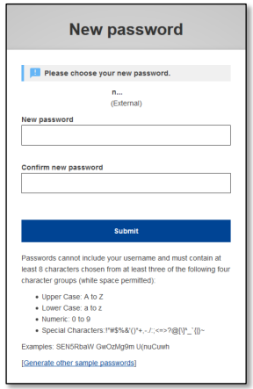 New password
Please choose your new password.
n...
(External)
New password
Confirm new password
Submit
Passwords cannot include your username and must contain at
least 8 characters chosen from at least three of the following four
character groups (white space permitted):
• Upper Case: A to Z
• Lower Case: a to z
• Numeric: 0 to 9
• Special Characters:!"#$%&'()*+,-./:;<=>?@[\]^_`{|}~
Examples: SEN5RbaW GwOzMg9m U(nuCuwh
[Generate other sample passwords]